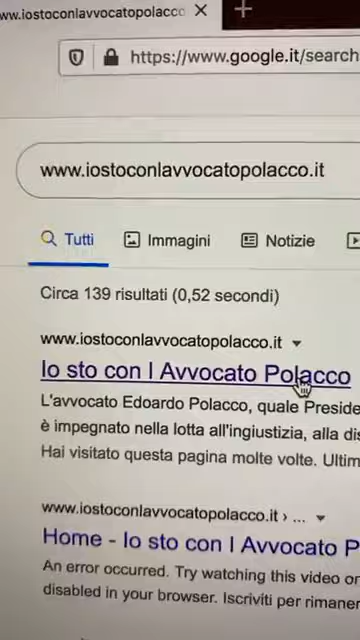 ww.iostoconlavvocatopolacco
https://www.google.it/search
www.iostoconlavvocatopolacco.it
Tutti
Immagini
Notizie
Circa 139 risultati (0,52 secondi)
www.iostoconlavvocatopolacco.it
Io sto con l Avvocato Polacco
L'avvocato Edoardo Polacco, quale Preside
è impegnato nella lotta all'ingiustizia, alla di
Hai visitato questa pagina molte volte. Ultim
www.iostoconlavvocatopolacco.it › ...
Home - Io sto con l Avvocato P
An error occurred. Try watching this video or
disabled in your browser. Iscriviti per rimaner